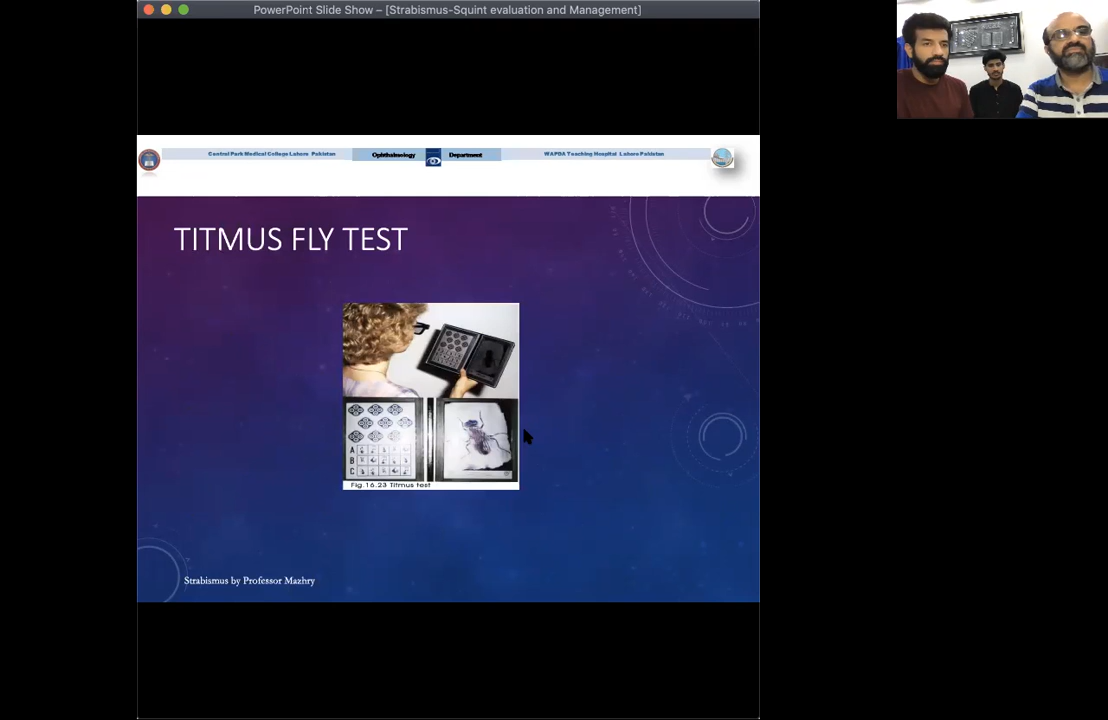 PowerPoint Slide Show – [Strabismus-Squint evaluation and Management]
Central Park Medical College Lahore Pakistan
Ophthalmology Department
WAPDA Teaching Hospital Lahore Pakistan
TITMUS FLY TEST
A
B
C
Fig.16.23 Titmus test
Strabismus by Professor Mazhry